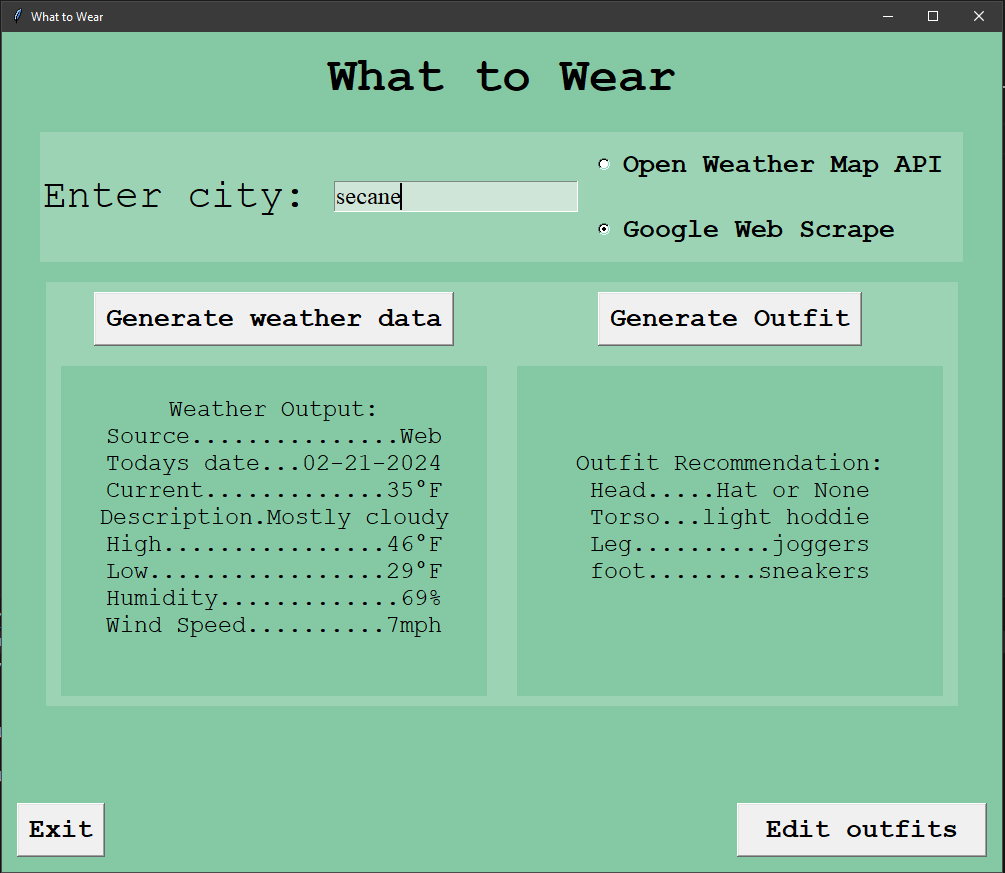 What to Wear
What to Wear
Enter city: secane
Open Weather Map API
Google Web Scrape
Generate weather data
Generate Outfit
Weather Output:
Source...............Web
Todays date...02-21-2024
Current.............35°F
Description.Mostly cloudy
High................46°F
Low.................29°F
Humidity.............69%
Wind Speed..........7mph
Outfit Recommendation:
Head.....Hat or None
Torso...light hoddie
Leg..........joggers
foot........sneakers
Exit
Edit outfits